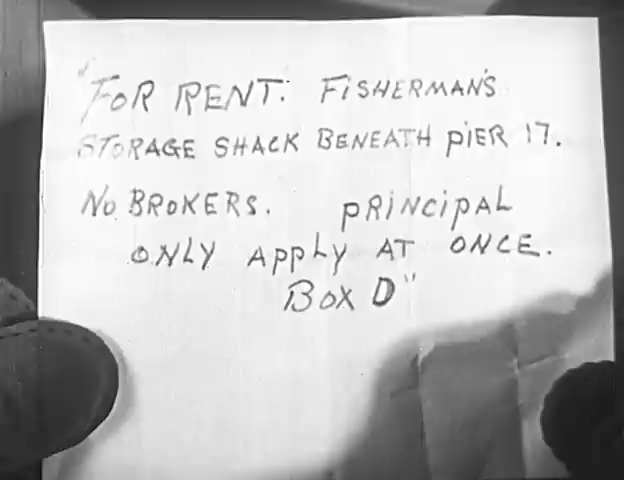 "FOR RENT: FISHERMAN'S
STORAGE SHACK BENEATH PIER 17.
NO BROKERS. PRINCIPAL
ONLY APPLY AT ONCE.
BOX D"